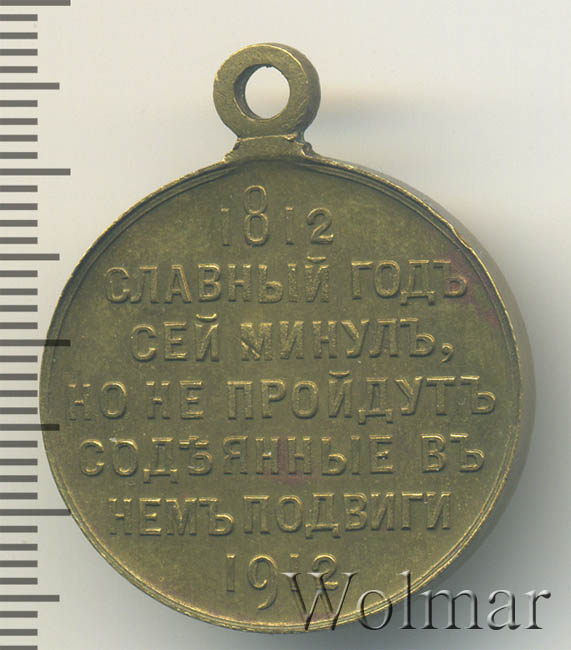 1812
СЛАВНЫЙ ГОДЪ
СЕЙ МИНУЛЪ,
НО НЕ ПРОЙДУТЪ
СОДѢЯННЫЕ ВЪ
НЕМЪ ПОДВИГИ
1912
Wolmar